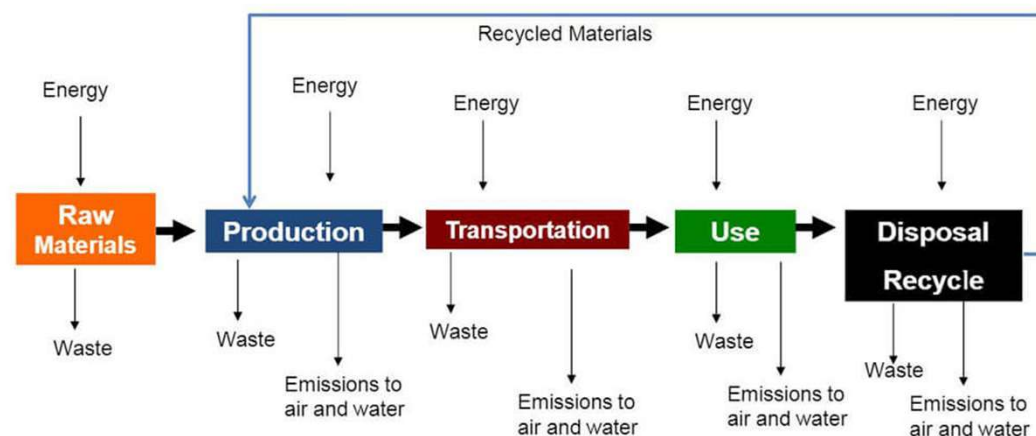 Recycled Materials
Energy
Energy
Energy
Energy
Energy
Raw
Materials
Production
Transportation
Use
Disposal
Recycle
Waste
Waste
Waste
Waste
Waste
Emissions to
air and water
Emissions to
air and water
Emissions to
air and water
Emissions to
air and water